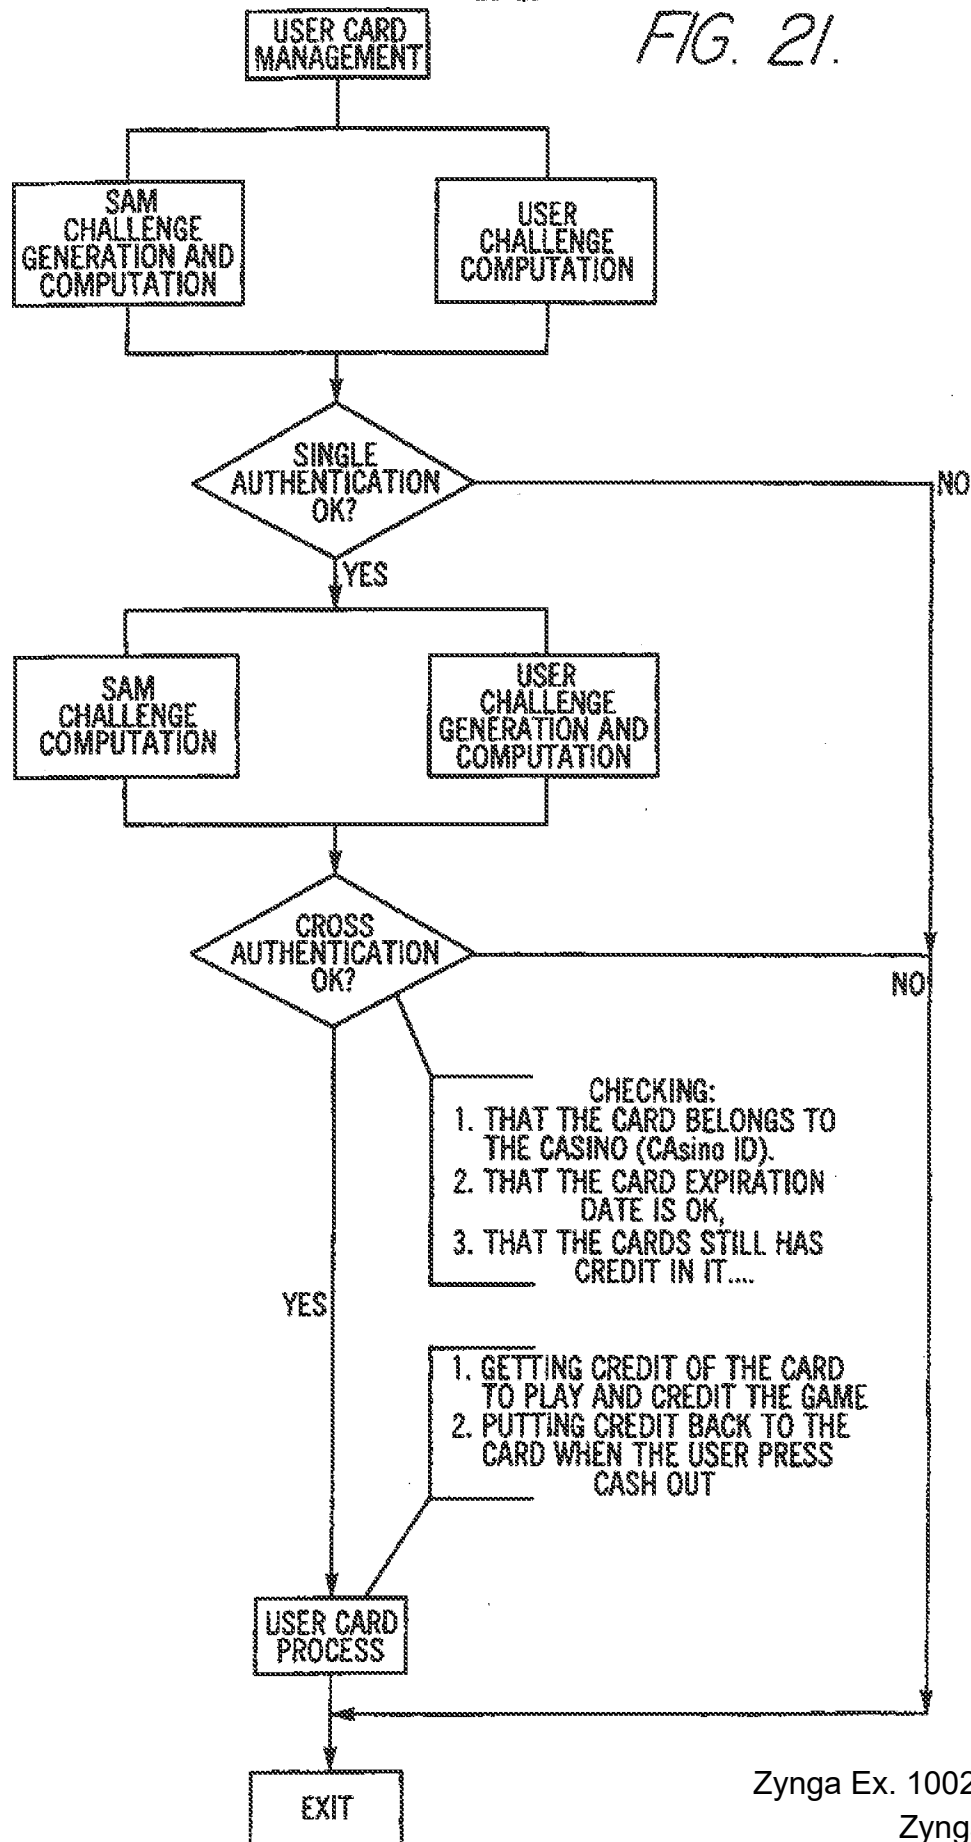 FIG. 21.
USER CARD
MANAGEMENT
SAM
CHALLENGE
GENERATION AND
COMPUTATION
USER
CHALLENGE
COMPUTATION
SINGLE
AUTHENTICATION
OK?
NO
YES
SAM
CHALLENGE
COMPUTATION
USER
CHALLENGE
GENERATION AND
COMPUTATION
CROSS
AUTHENTICATION
OK?
NO
CHECKING:
1. THAT THE CARD BELONGS TO
THE CASINO (CAsino ID).
2. THAT THE CARD EXPIRATION
DATE IS OK,
3. THAT THE CARDS STILL HAS
CREDIT IN IT....
YES
1. GETTING CREDIT OF THE CARD
TO PLAY AND CREDIT THE GAME
2. PUTTING CREDIT BACK TO THE
CARD WHEN THE USER PRESS
CASH OUT
USER CARD
PROCESS
EXIT
Zynga Ex. 1002
Zyng